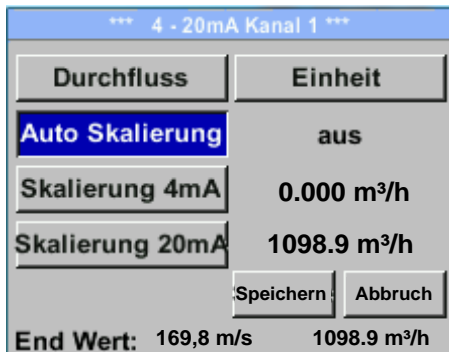 *** 4 - 20mA Kanal 1 ***
Durchfluss Einheit
Auto Skalierung aus
Skalierung 4mA 0.000 m³/h
Skalierung 20mA 1098.9 m³/h
Speichern Abbruch
End Wert: 169,8 m/s 1098.9 m³/h